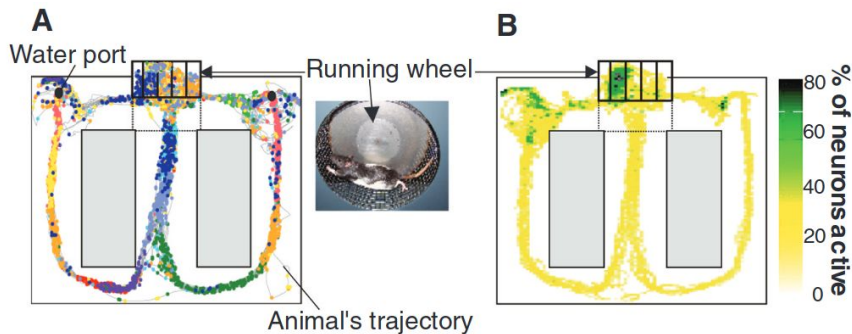 A
B
Water port
Running wheel
Animal's trajectory
80
60
40
20
0
% of neurons active